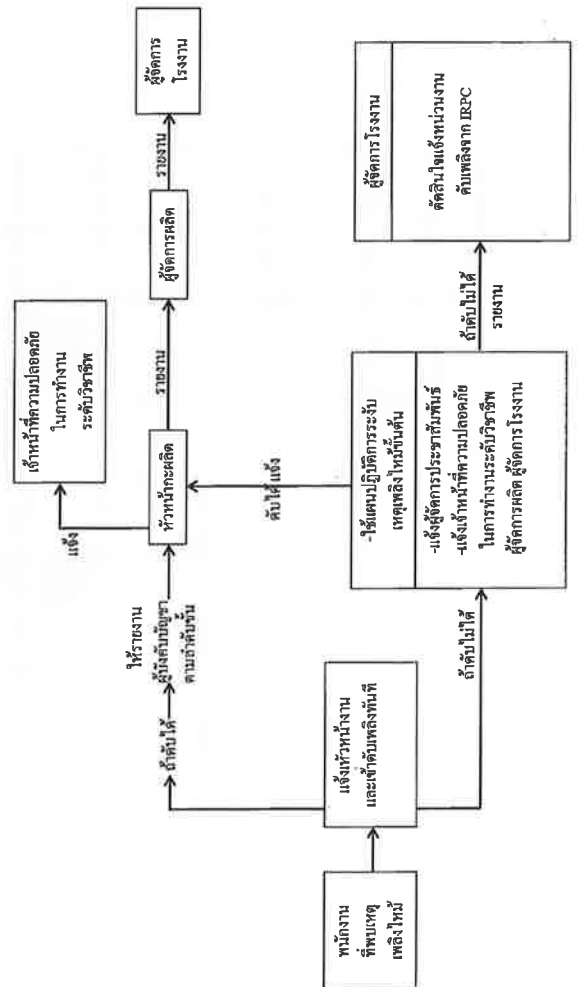 พนักงาน
ที่พบเหตุ
เพลิงไหม้
แจ้งหัวหน้างาน
และเข้าดับเพลิงทันที
ถ้าดับได้
ให้รายงาน
ผู้บังคับบัญชา
ตามลำดับชั้น
หัวหน้ากะผลิต
แจ้ง
เจ้าหน้าที่ความปลอดภัย
ในการทำงาน
ระดับวิชาชีพ
รายงาน
ผู้จัดการผลิต
รายงาน
ผู้จัดการ
โรงงาน
ถ้าดับไม่ได้
-ใช้แผนปฏิบัติการระงับ
เหตุเพลิงไหม้ขั้นต้น
-แจ้งผู้จัดการประชาสัมพันธ์
-แจ้งเจ้าหน้าที่ความปลอดภัย
ในการทำงานระดับวิชาชีพ
ผู้จัดการผลิต ผู้จัดการโรงงาน
ดับได้ แจ้ง
ถ้าดับไม่ได้
รายงาน
ผู้จัดการโรงงาน
ตัดสินใจแจ้งหน่วยงาน
ดับเพลิงจาก IRPC